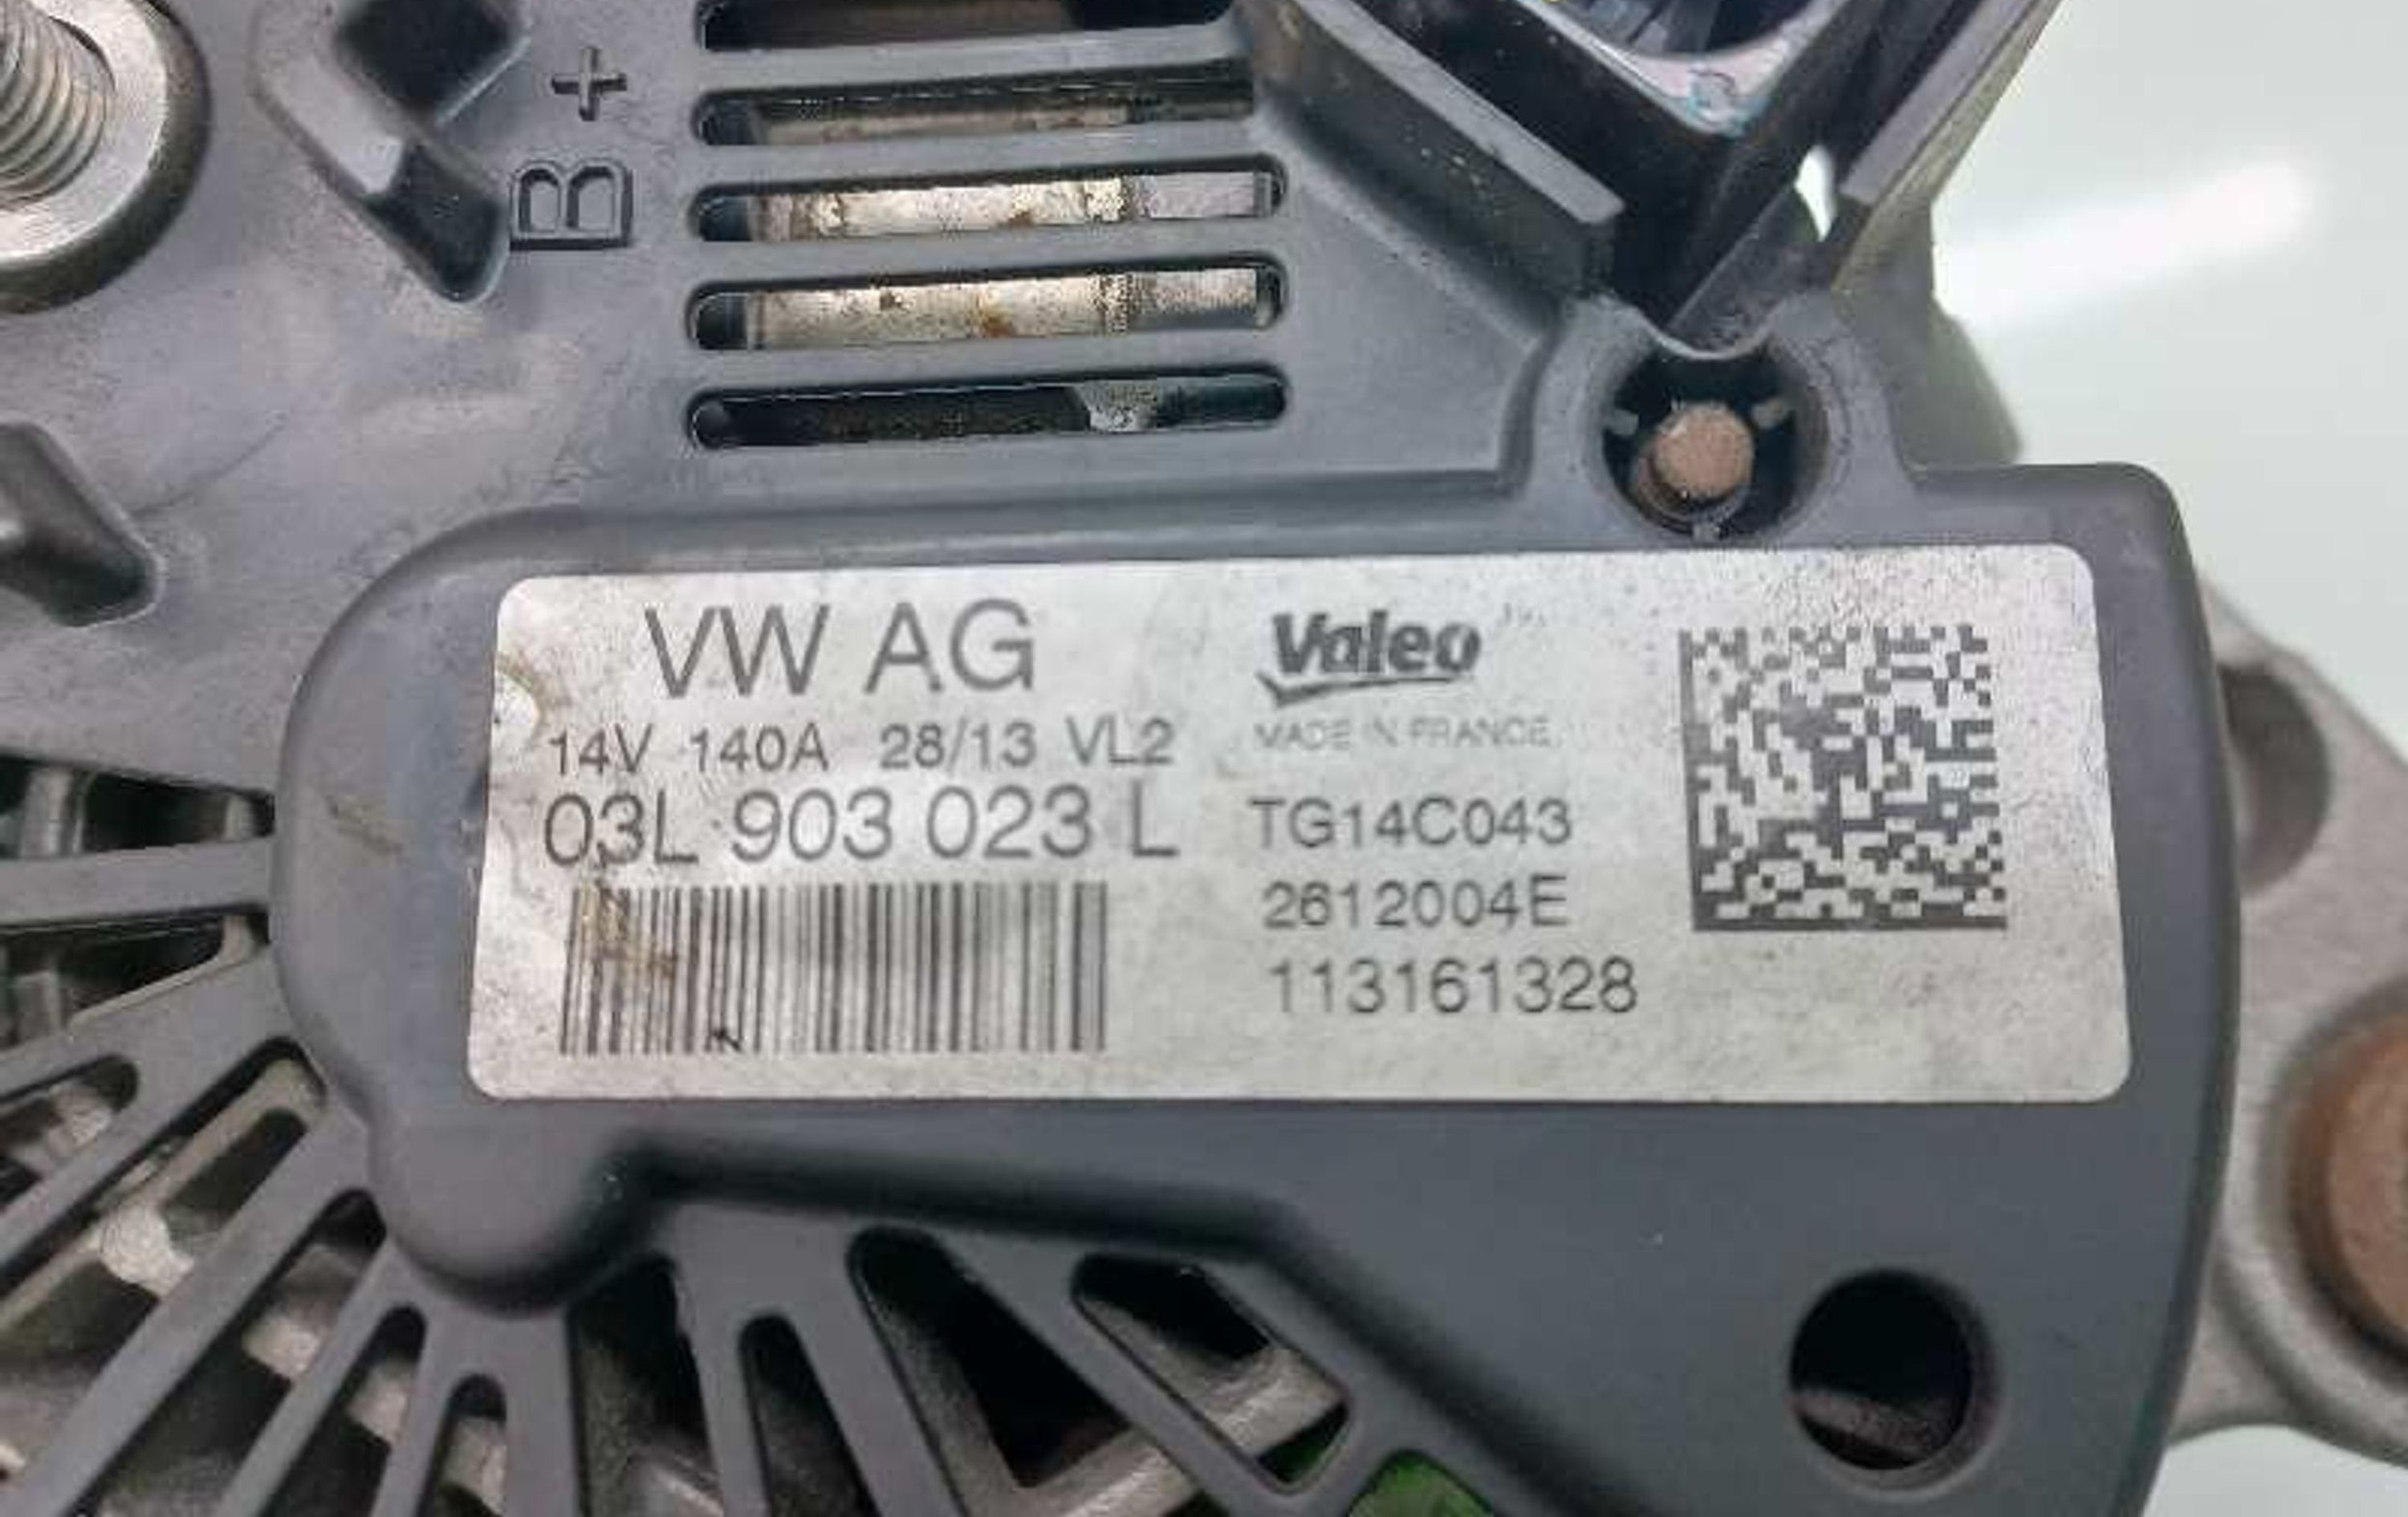 B+
VW AG
14V 140A 28/13 VL2
03L 903 023 L
Valeo
MADE IN FRANCE
TG14C043
2612004E
113161328